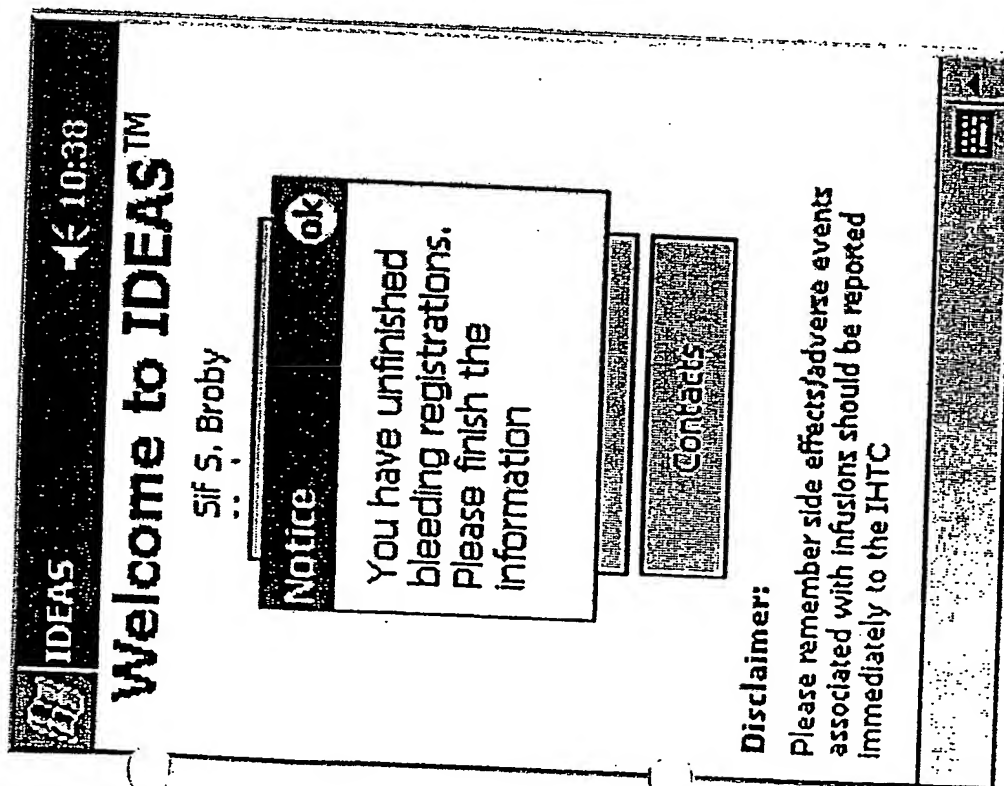 IDEAS 10:38
Welcome to IDEAS™
Sif S. Broby
Notice ok
You have unfinished
bleeding registrations.
Please finish the
information
Contacts
Disclaimer:
Please remember side effects/adverse events
associated with infusions should be reported
immediately to the IHTC